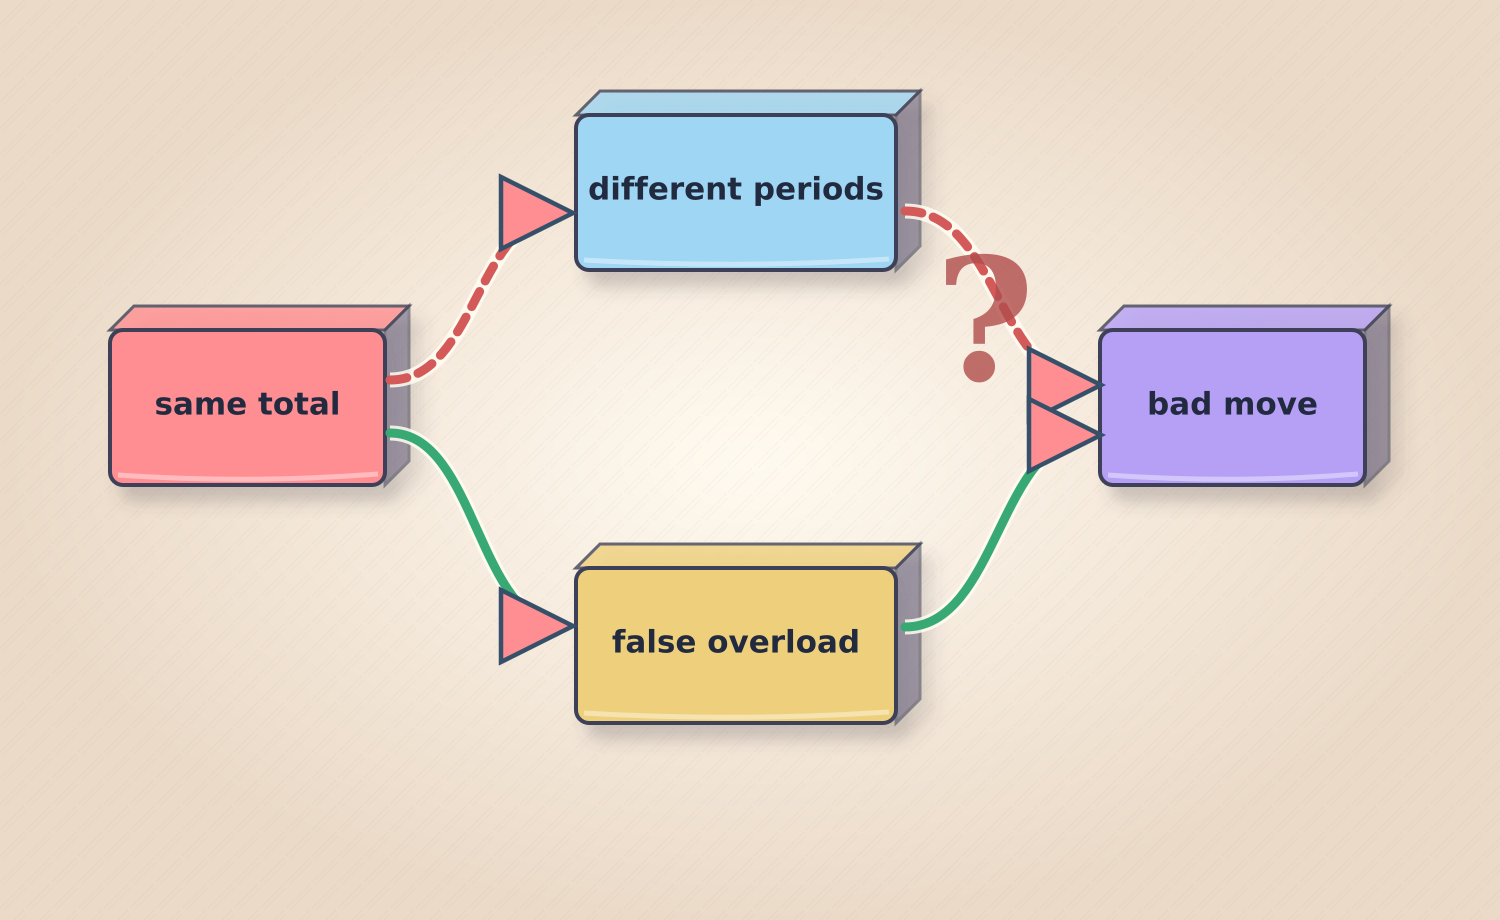 different periods
?
same total
bad move
false overload